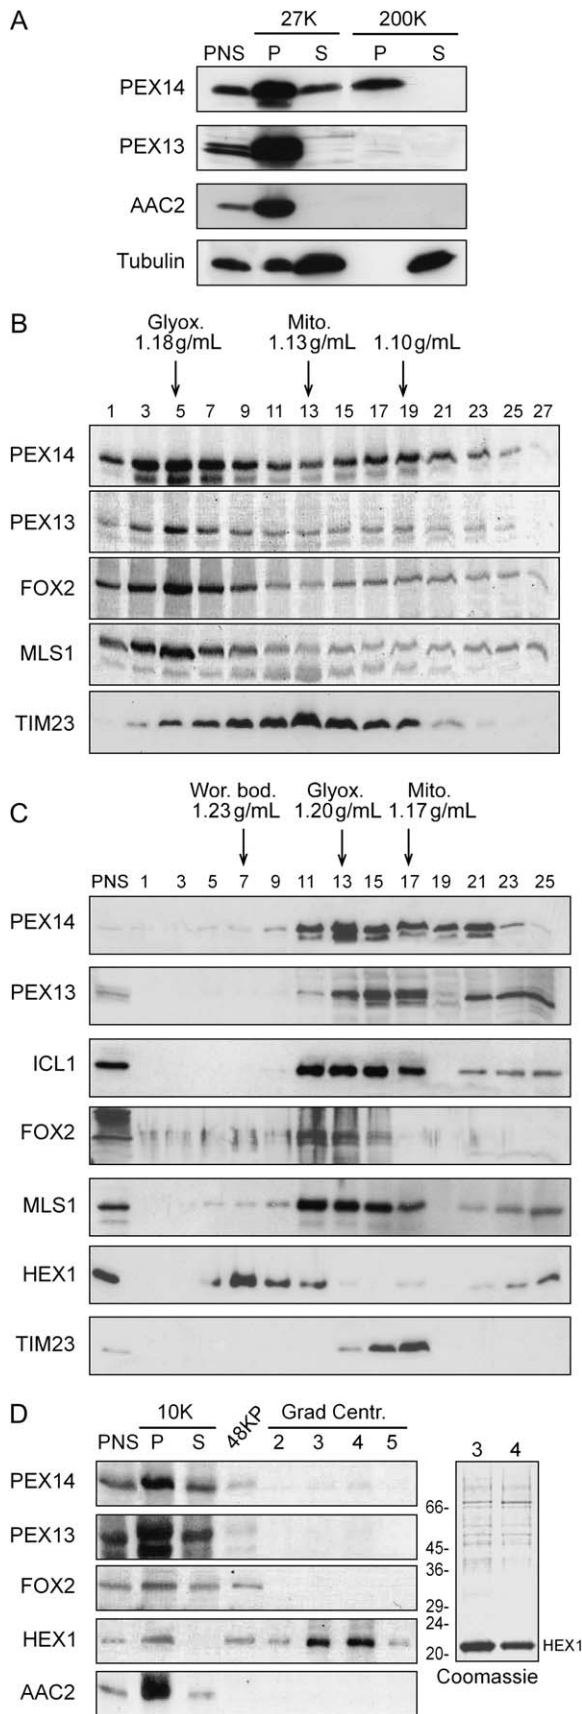 A
27K 200K
PNS P S P S
PEX14
PEX13
AAC2
Tubulin
B
Glyox. Mito.
1.18 g/mL 1.13 g/mL 1.10 g/mL
1 3 5 7 9 11 13 15 17 19 21 23 25 27
PEX14
PEX13
FOX2
MLS1
TIM23
C
Wor. bod. Glyox. Mito.
1.23 g/mL 1.20 g/mL 1.17 g/mL
PNS 1 3 5 7 9 11 13 15 17 19 21 23 25
PEX14
PEX13
ICL1
FOX2
MLS1
HEX1
TIM23
D
10K 48KP Grad Centr.
PNS P S 2 3 4 5 3 4
PEX14
PEX13
FOX2
HEX1
AAC2
66-
45-
36-
29-
24-
20- HEX1
Coomassie